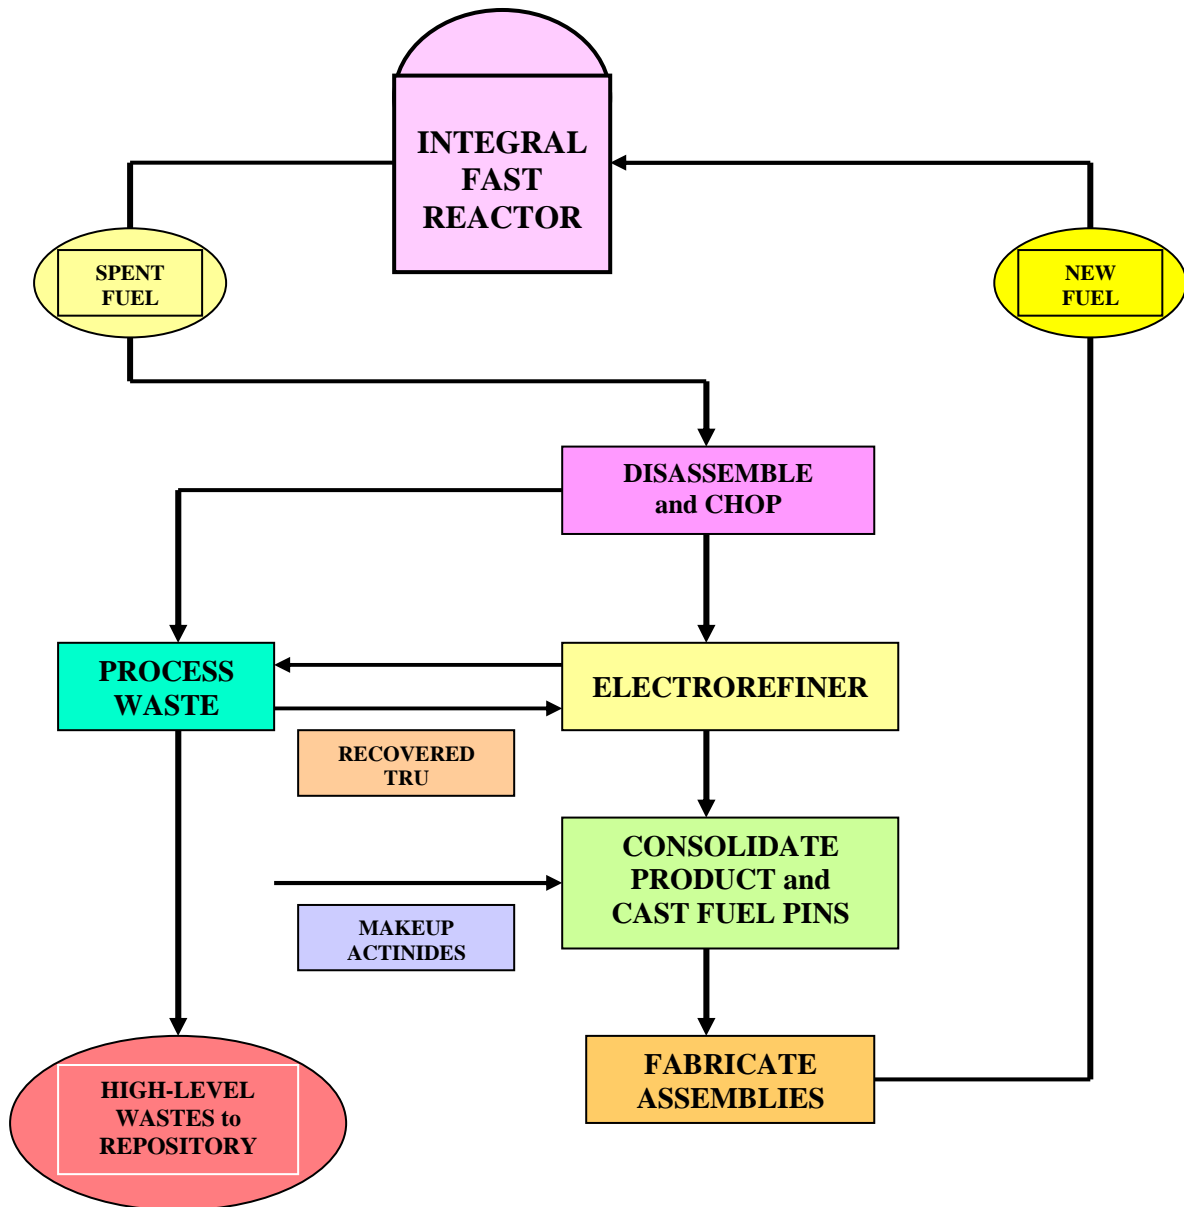 INTEGRAL
FAST
REACTOR
SPENT
FUEL
NEW
FUEL
DISASSEMBLE
and CHOP
PROCESS
WASTE
ELECTROREFINER
RECOVERED
TRU
CONSOLIDATE
PRODUCT and
CAST FUEL PINS
MAKEUP
ACTINIDES
FABRICATE
ASSEMBLIES
HIGH-LEVEL
WASTES to
REPOSITORY